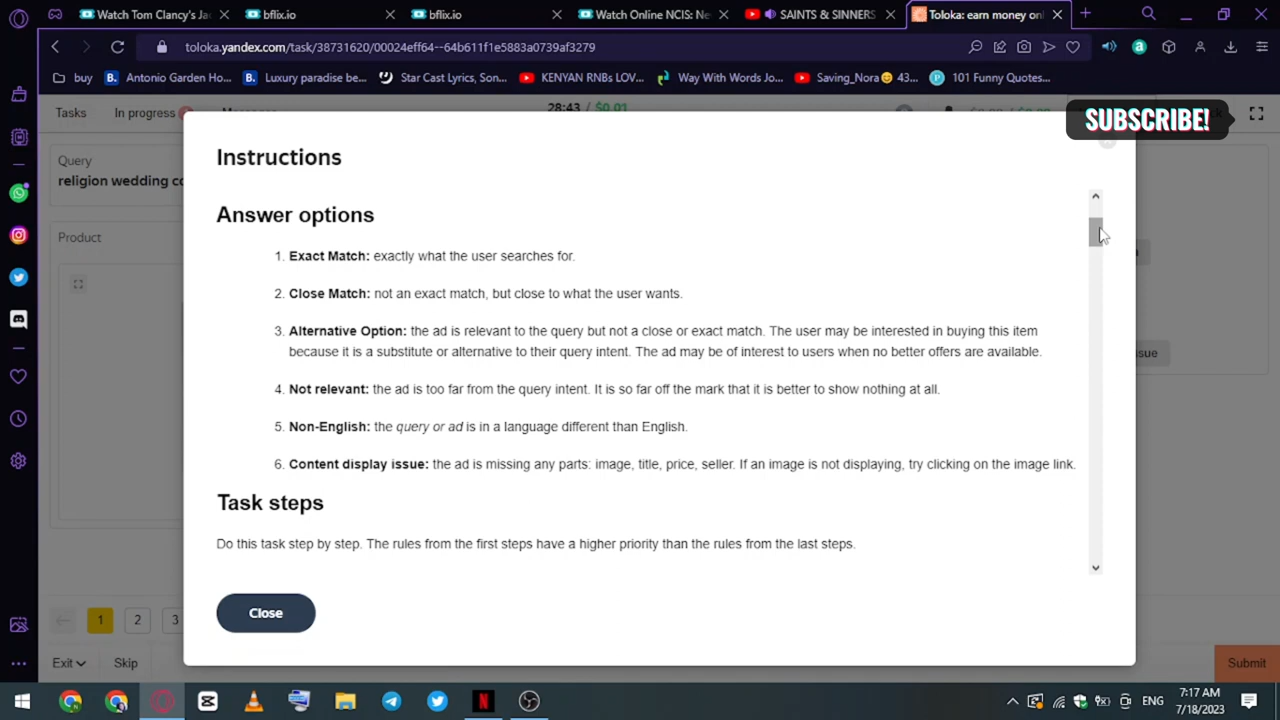 Watch Tom Clancy's Ja
bflix.io
bflix.io
Watch Online NCIS: Ne
SAINTS & SINNERS
Toloka: earn money onl
toloka.yandex.com/task/38731620/00024eff64--64b611f1e5883a0739af3279
buy
B. Antonio Garden Ho...
B. Luxury paradise be...
Star Cast Lyrics, Son...
KENYAN RNBs LOV...
Way With Words Jo...
Saving_Nora😊 43...
101 Funny Quotes...
Tasks
In progress
28:43 / $0.01
SUBSCRIBE!
Query
religion wedding co
Product
Instructions
Answer options
1. Exact Match: exactly what the user searches for.
2. Close Match: not an exact match, but close to what the user wants.
3. Alternative Option: the ad is relevant to the query but not a close or exact match. The user may be interested in buying this item
because it is a substitute or alternative to their query intent. The ad may be of interest to users when no better offers are available.
4. Not relevant: the ad is too far from the query intent. It is so far off the mark that it is better to show nothing at all.
5. Non-English: the query or ad is in a language different than English.
6. Content display issue: the ad is missing any parts: image, title, price, seller. If an image is not displaying, try clicking on the image link.
Task steps
Do this task step by step. The rules from the first steps have a higher priority than the rules from the last steps.
Close
sue
1
2
3
Exit
Skip
Submit
ENG
7:17 AM
7/18/2023